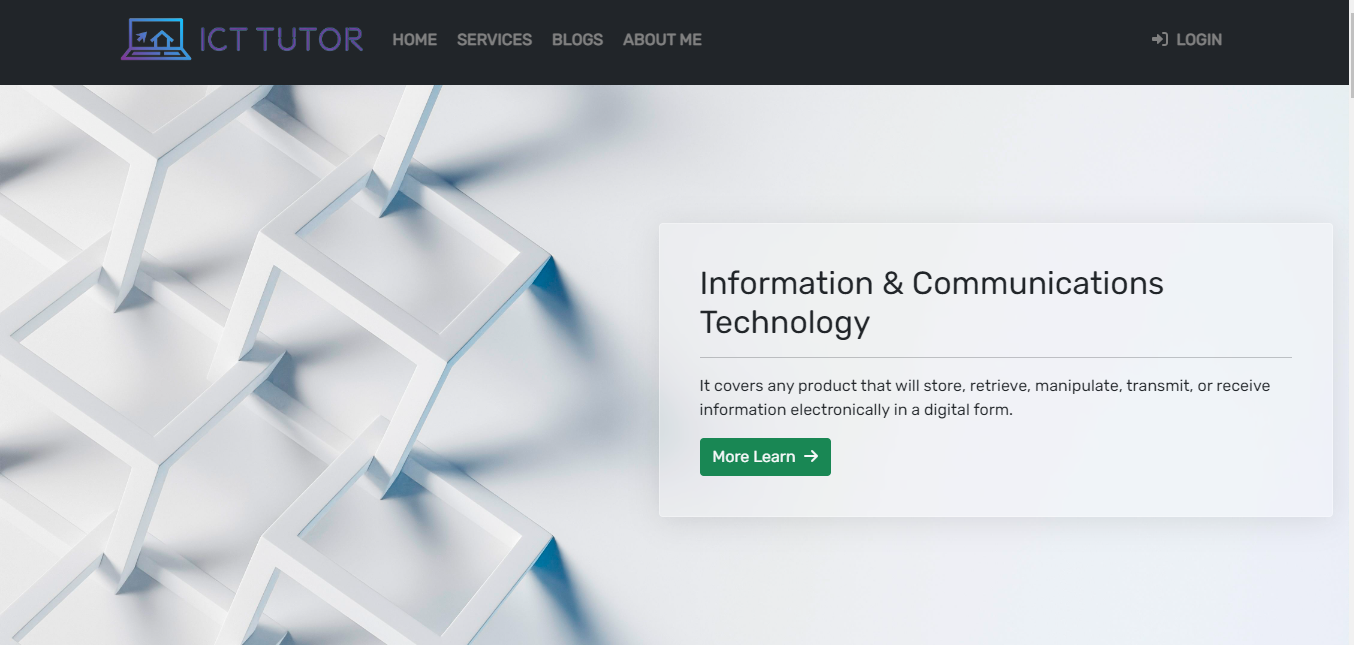 ICT TUTOR
HOME SERVICES BLOGS ABOUT ME
LOGIN
Information & Communications
Technology
It covers any product that will store, retrieve, manipulate, transmit, or receive
information electronically in a digital form.
More Learn